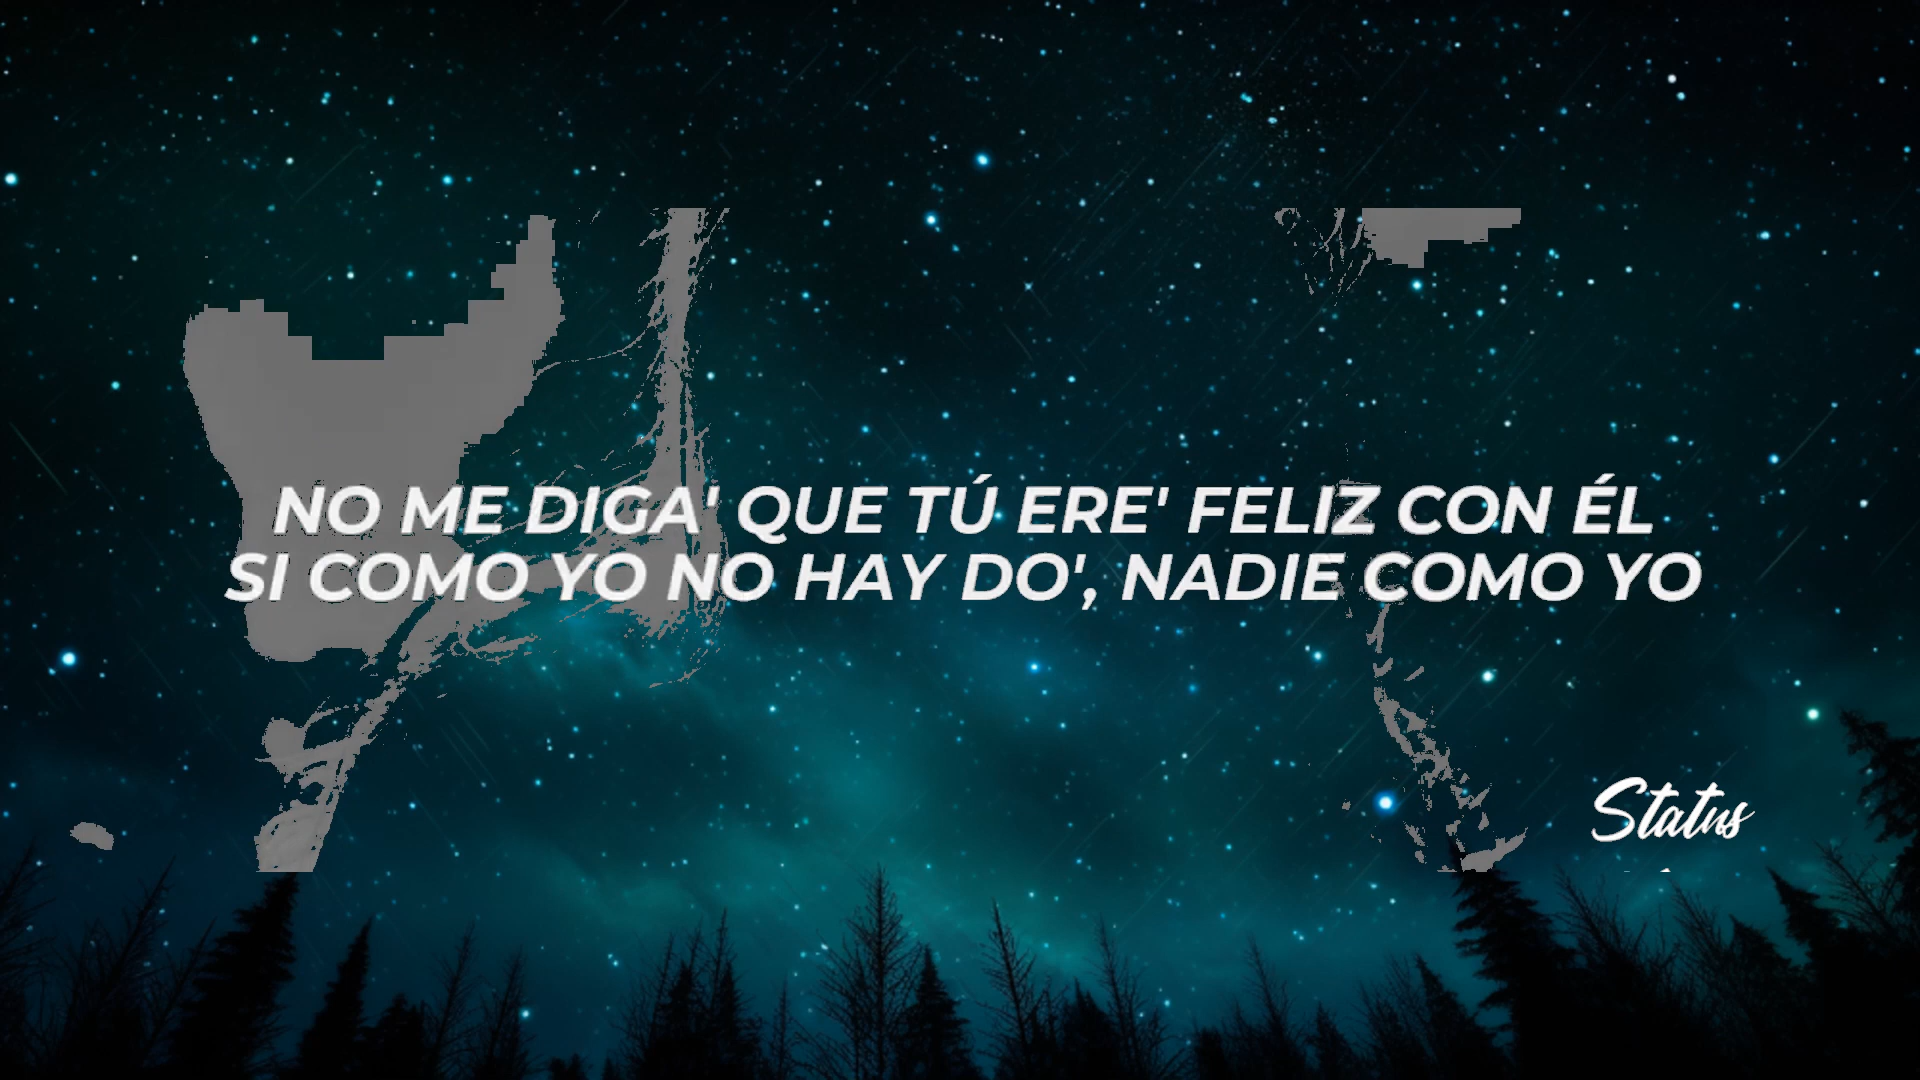 NO ME DIGA' QUE TÚ ERE' FELIZ CON ÉL
SI COMO YO NO HAY DO', NADIE COMO YO
Status